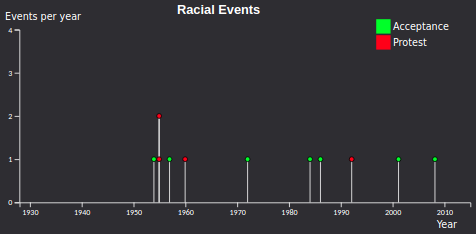 Racial Events
Events per year
Acceptance
Protest
4
3
2
1
0
1930 1940 1950 1960 1970 1980 1990 2000 2010
Year